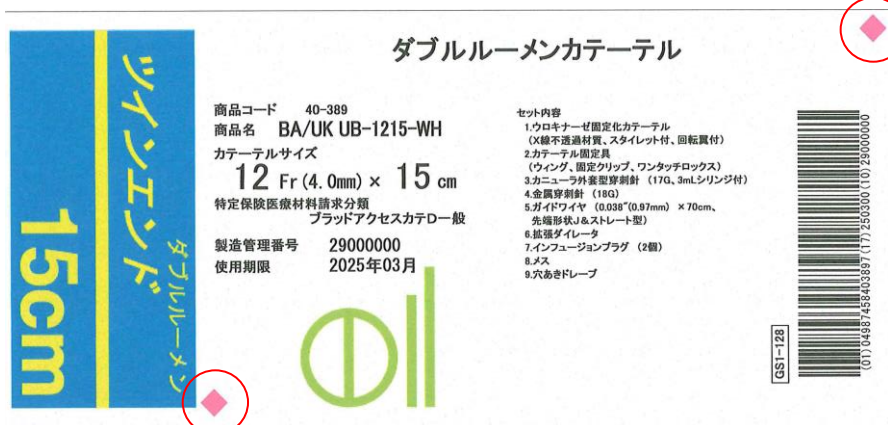 ダブルルーメンカテーテル
ツインエンド
ダブルルーメン
15cm
商品コード 40-389
商品名 BA/UK UB-1215-WH
カテーテルサイズ
12 Fr (4.0mm) × 15 cm
特定保険医療材料請求分類
ブラッドアクセスカテD一般
製造管理番号 29000000
使用期限 2025年03月
セット内容
1.ウロキナーゼ固定化カテーテル
(X線不透過材質、スタイレット付、回転翼付)
2.カテーテル固定具
(ウィング、固定クリップ、ワンタッチロックス)
3.カニューラ外套型穿刺針 (17G、3mLシリンジ付)
4.金属穿刺針 (18G)
5.ガイドワイヤ (0.038"(0.97mm) ×70cm、
先端形状J&ストレート型)
6.拡張ダイレータ
7.インフュージョンプラグ (2個)
8.メス
9.穴あきドレープ
GS1-128
(01)04987458403897(17)250300(10)29000000